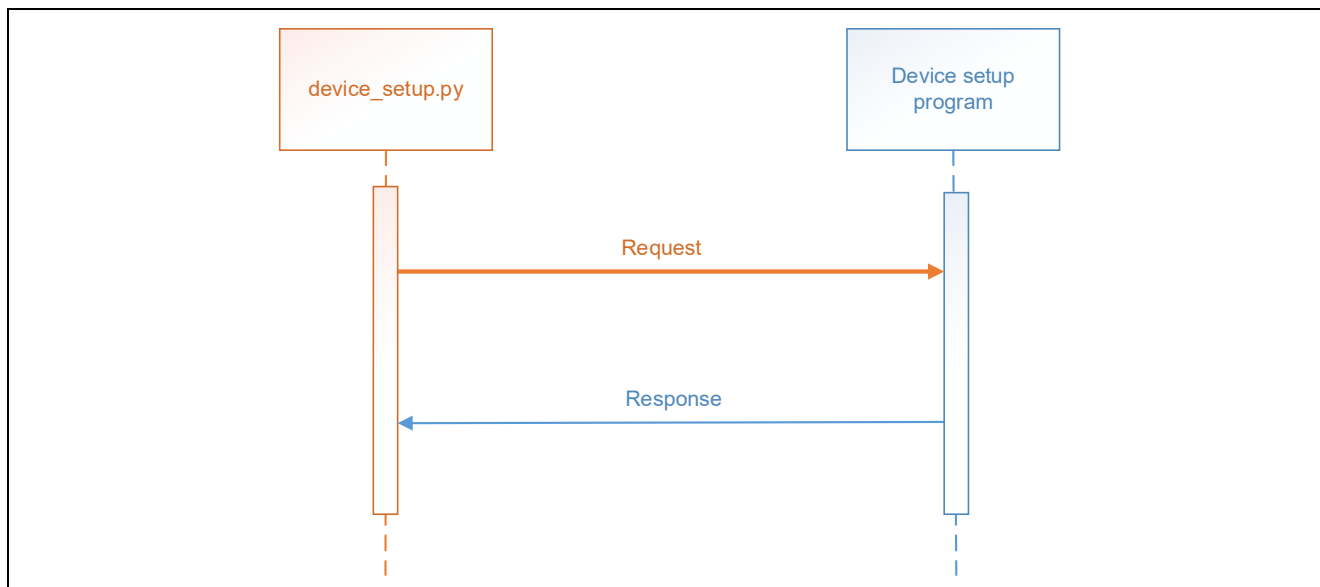 device_setup.py
Device setup
program
Request
Response